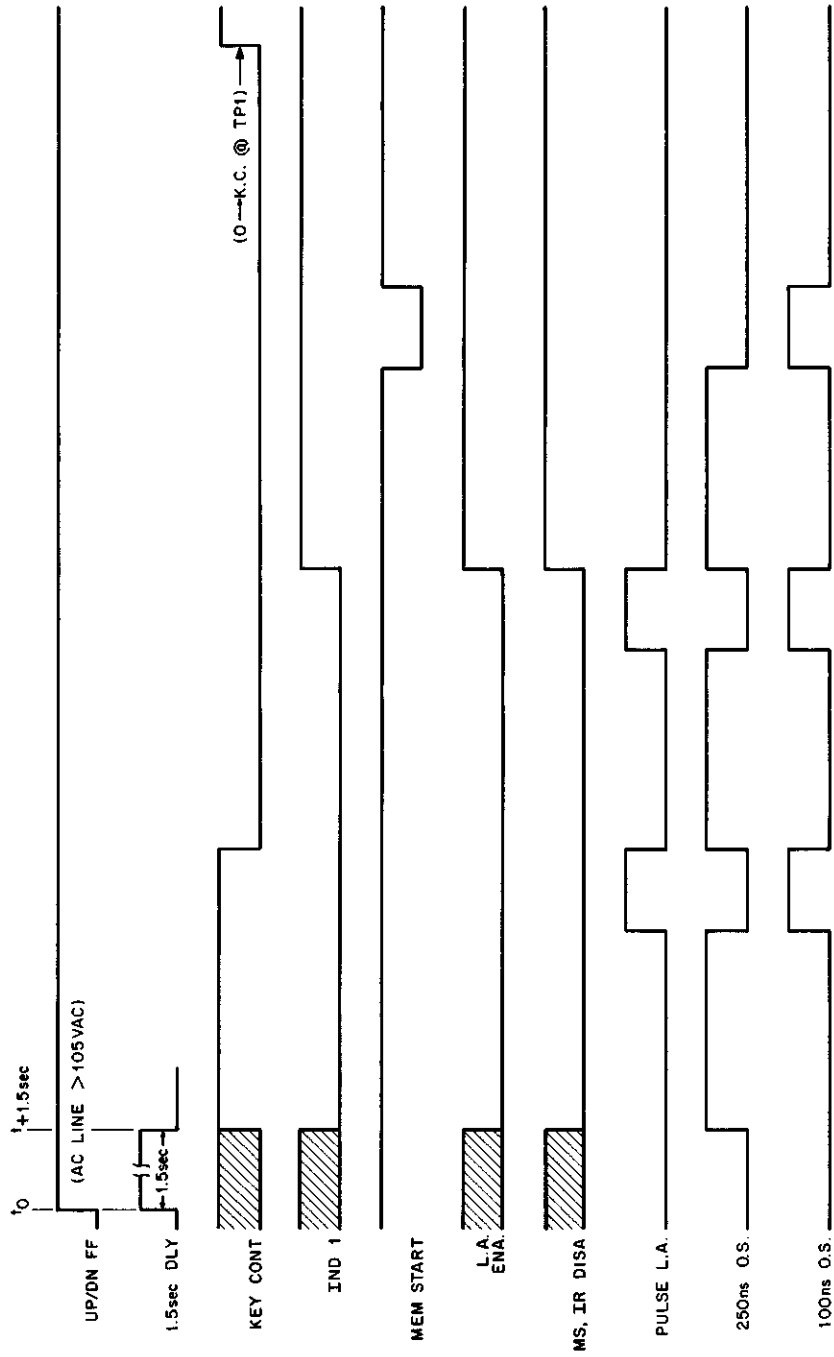 t0
t+1.5sec
UP/DN FF
(AC LINE >105VAC)
1.5sec DLY
1.5sec
KEY CONT
(0→K.C. @ TP1)
IND 1
MEM START
L.A.
ENA.
MS, IR DISA
PULSE L.A.
250ns O.S.
100ns O.S.